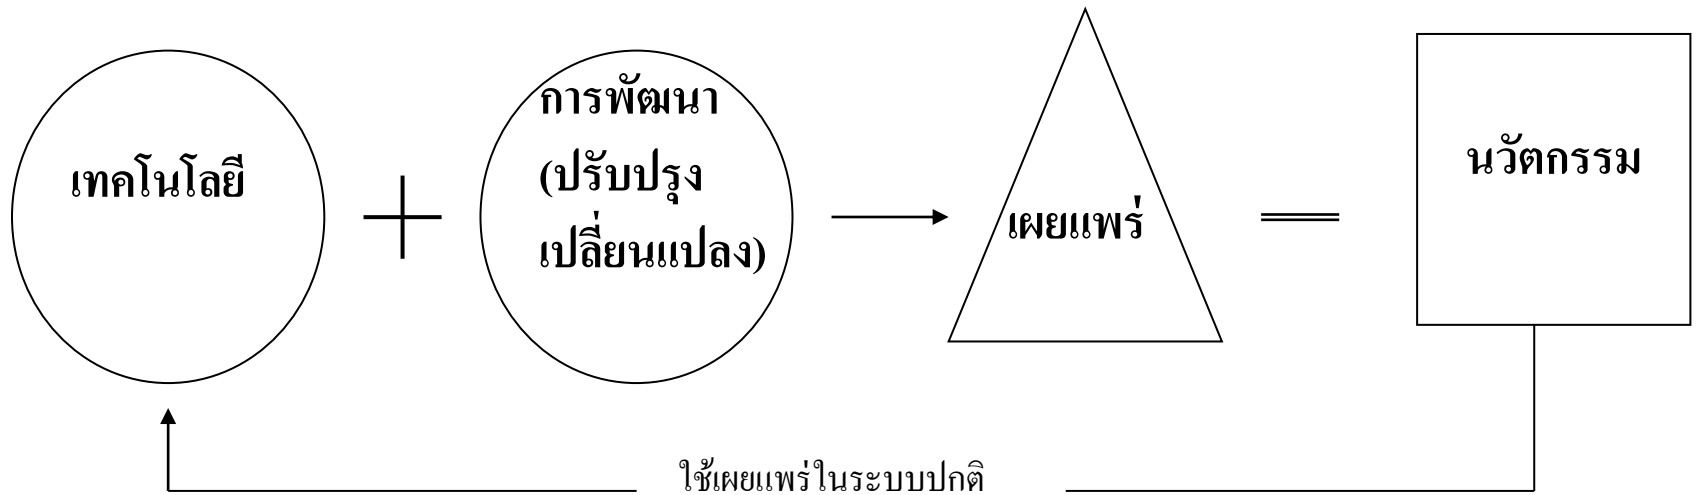 เทคโนโลยี
การพัฒนา
(ปรับปรุง
เปลี่ยนแปลง)
เผยแพร่
นวัตกรรม
ใช้เผยแพร่ในระบบปกติ